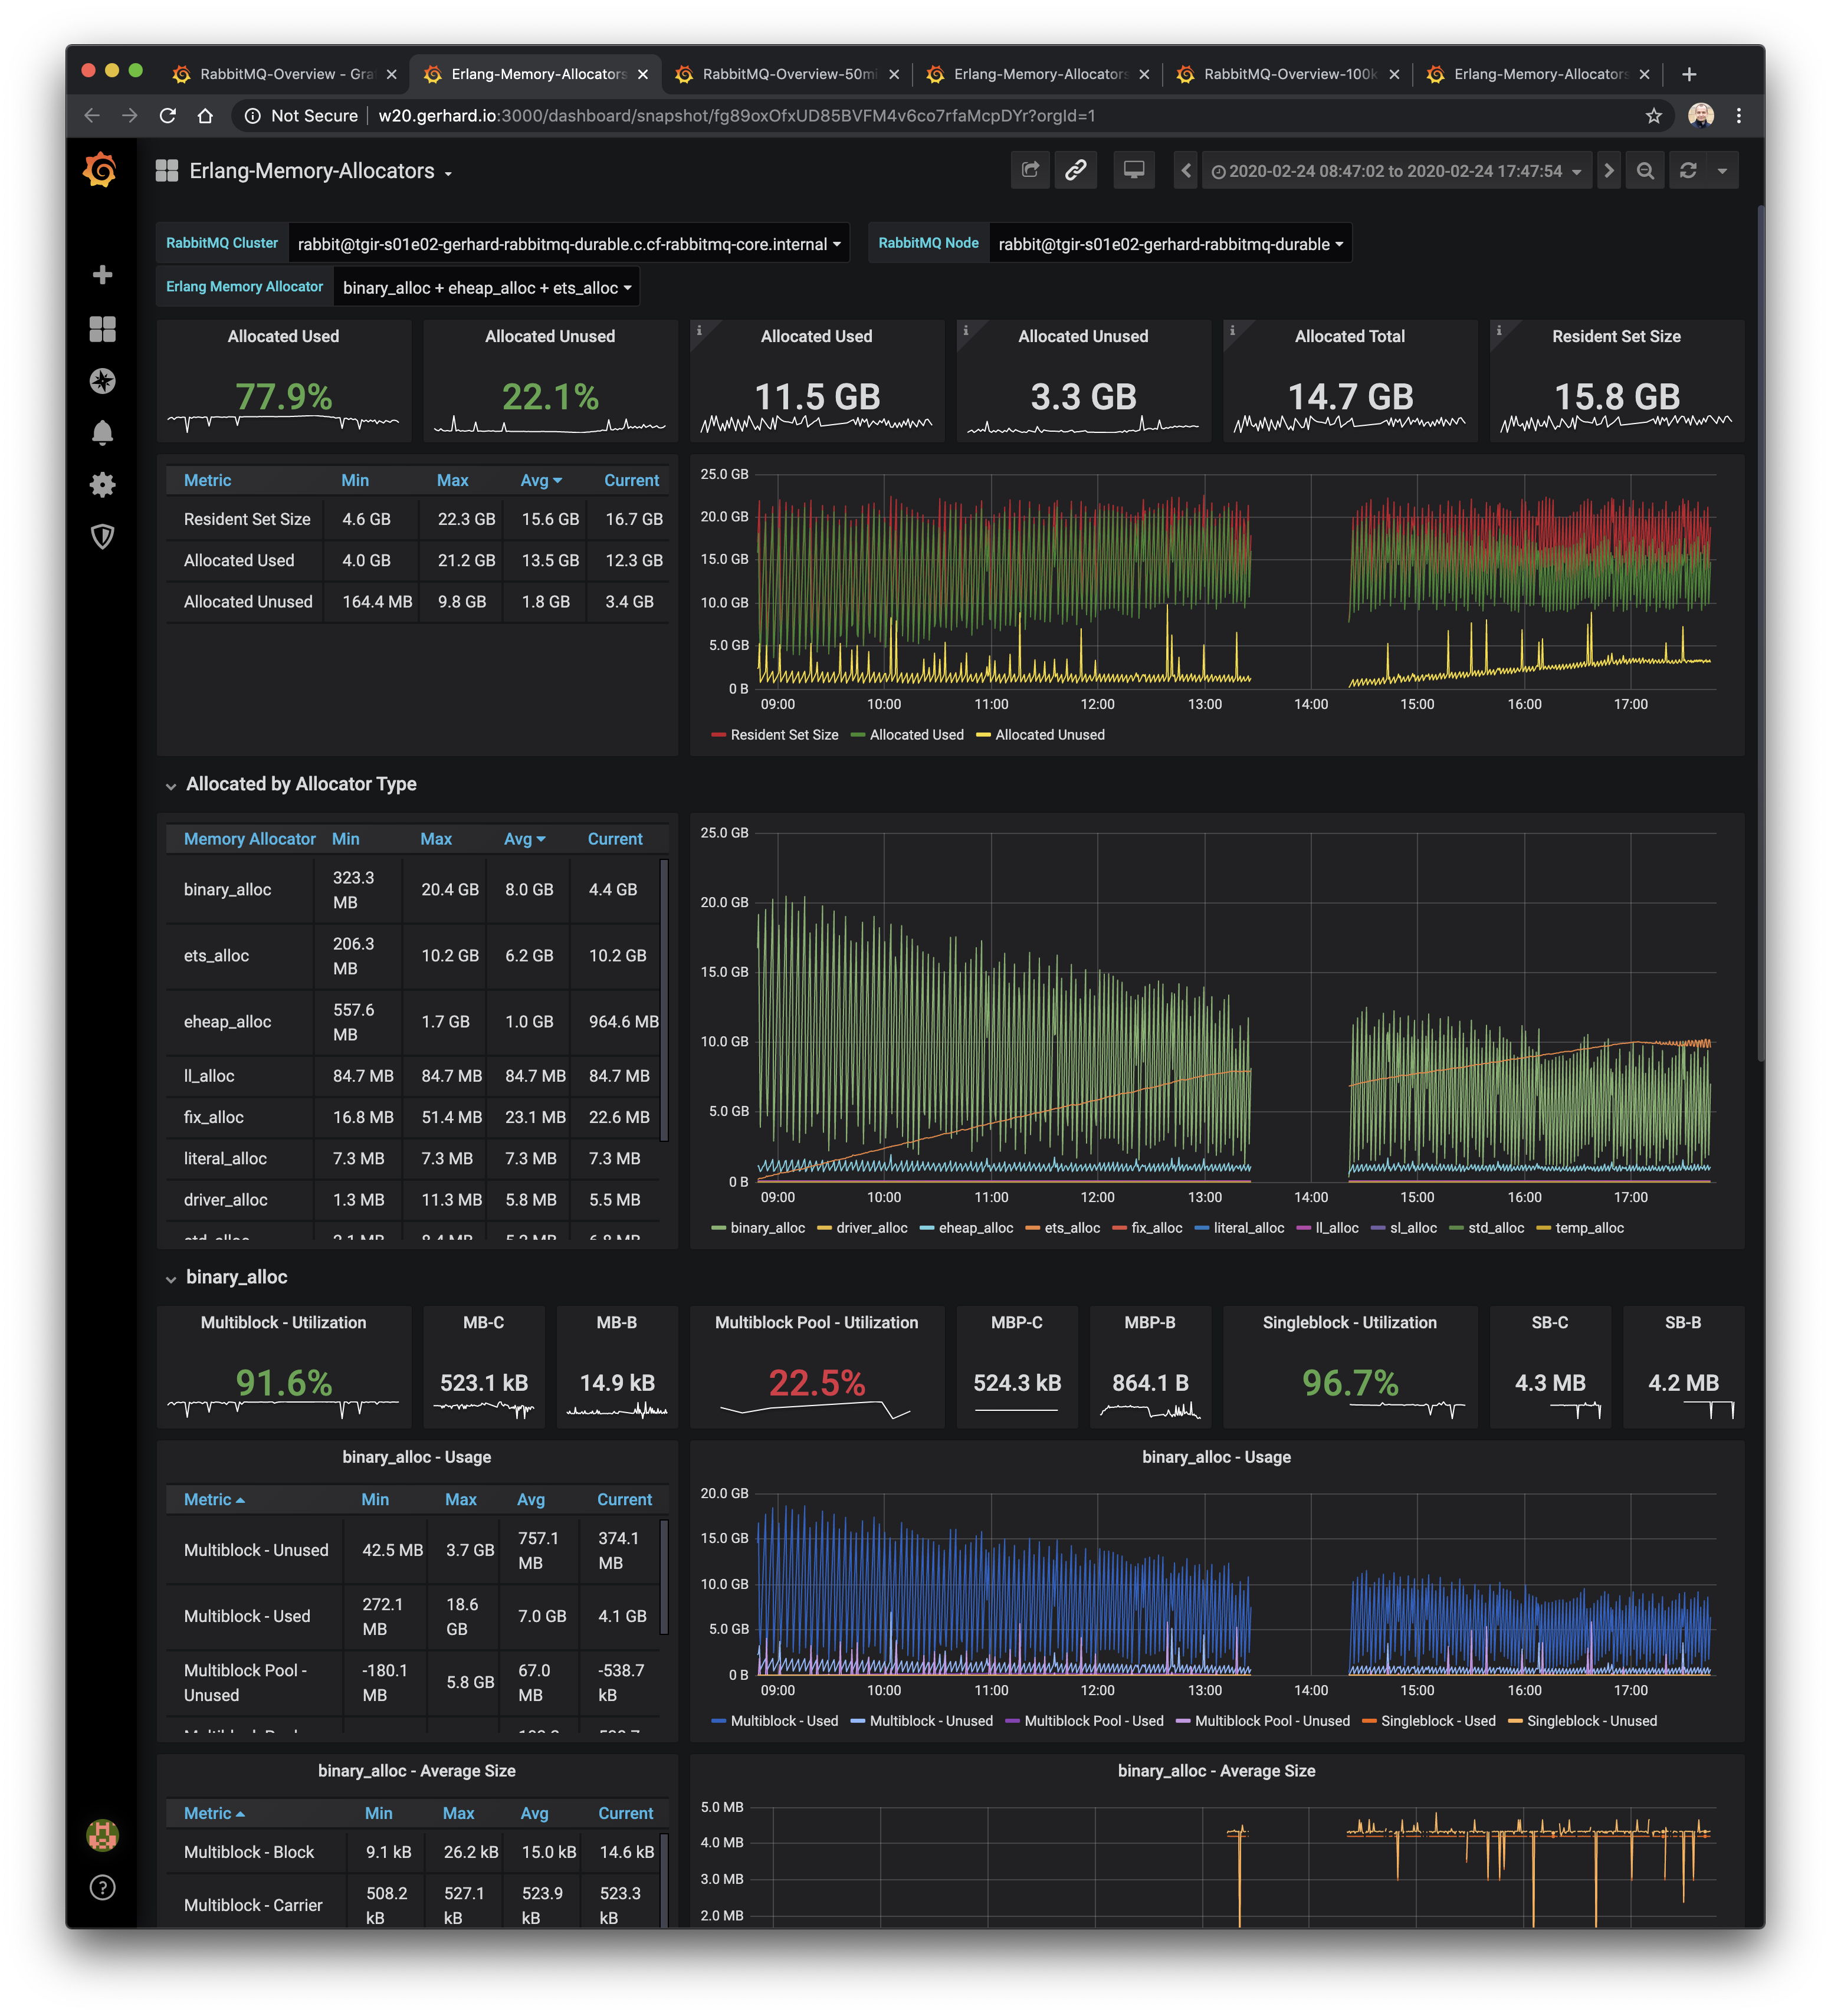 RabbitMQ-Overview - Gra
Erlang-Memory-Allocators
RabbitMQ-Overview-50mi
Erlang-Memory-Allocators
RabbitMQ-Overview-100k
Erlang-Memory-Allocators
Not Secure | w20.gerhard.io:3000/dashboard/snapshot/fg89oxOfxUD85BVFM4v6co7rfaMcpDYr?orgId=1
Erlang-Memory-Allocators
2020-02-24 08:47:02 to 2020-02-24 17:47:54
RabbitMQ Cluster rabbit@tgir-s01e02-gerhard-rabbitmq-durable.c.cf-rabbitmq-core.internal
RabbitMQ Node rabbit@tgir-s01e02-gerhard-rabbitmq-durable
Erlang Memory Allocator binary_alloc + eheap_alloc + ets_alloc
Allocated Used
77.9%
Allocated Unused
22.1%
Allocated Used
11.5 GB
Allocated Unused
3.3 GB
Allocated Total
14.7 GB
Resident Set Size
15.8 GB
Metric Min Max Avg Current
Resident Set Size 4.6 GB 22.3 GB 15.6 GB 16.7 GB
Allocated Used 4.0 GB 21.2 GB 13.5 GB 12.3 GB
Allocated Unused 164.4 MB 9.8 GB 1.8 GB 3.4 GB
25.0 GB
20.0 GB
15.0 GB
10.0 GB
5.0 GB
0 B
09:00 10:00 11:00 12:00 13:00 14:00 15:00 16:00 17:00
Resident Set Size Allocated Used Allocated Unused
Allocated by Allocator Type
Memory Allocator Min Max Avg Current
binary_alloc 323.3 MB 20.4 GB 8.0 GB 4.4 GB
ets_alloc 206.3 MB 10.2 GB 6.2 GB 10.2 GB
eheap_alloc 557.6 MB 1.7 GB 1.0 GB 964.6 MB
ll_alloc 84.7 MB 84.7 MB 84.7 MB 84.7 MB
fix_alloc 16.8 MB 51.4 MB 23.1 MB 22.6 MB
literal_alloc 7.3 MB 7.3 MB 7.3 MB 7.3 MB
driver_alloc 1.3 MB 11.3 MB 5.8 MB 5.5 MB
25.0 GB
20.0 GB
15.0 GB
10.0 GB
5.0 GB
0 B
09:00 10:00 11:00 12:00 13:00 14:00 15:00 16:00 17:00
binary_alloc driver_alloc eheap_alloc ets_alloc fix_alloc literal_alloc ll_alloc sl_alloc std_alloc temp_alloc
binary_alloc
Multiblock - Utilization
91.6%
MB-C
523.1 kB
MB-B
14.9 kB
Multiblock Pool - Utilization
22.5%
MBP-C
524.3 kB
MBP-B
864.1 B
Singleblock - Utilization
96.7%
SB-C
4.3 MB
SB-B
4.2 MB
binary_alloc - Usage
Metric Min Max Avg Current
Multiblock - Unused 42.5 MB 3.7 GB 757.1 MB 374.1 MB
Multiblock - Used 272.1 MB 18.6 GB 7.0 GB 4.1 GB
Multiblock Pool - Unused -180.1 MB 5.8 GB 67.0 MB -538.7 kB
binary_alloc - Usage
20.0 GB
15.0 GB
10.0 GB
5.0 GB
0 B
09:00 10:00 11:00 12:00 13:00 14:00 15:00 16:00 17:00
Multiblock - Used Multiblock - Unused Multiblock Pool - Used Multiblock Pool - Unused Singleblock - Used Singleblock - Unused
binary_alloc - Average Size
Metric Min Max Avg Current
Multiblock - Block 9.1 kB 26.2 kB 15.0 kB 14.6 kB
Multiblock - Carrier 508.2 kB 527.1 kB 523.9 kB 523.3 kB
binary_alloc - Average Size
5.0 MB
4.0 MB
3.0 MB
2.0 MB